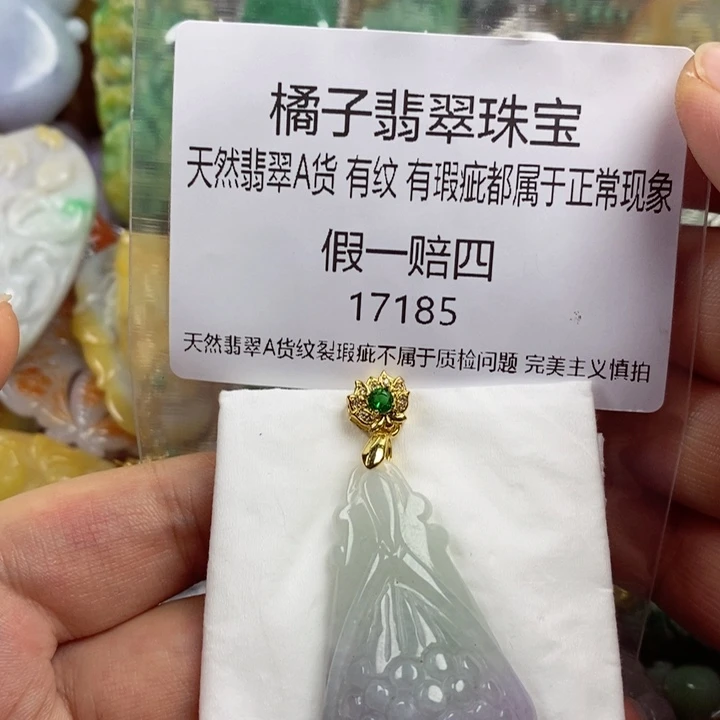 橘子翡翠珠宝
天然翡翠A货 有纹 有瑕疵都属于正常现象
假一赔四
17185
天然翡翠A货纹裂瑕疵不属于质检问题 完美主义慎拍